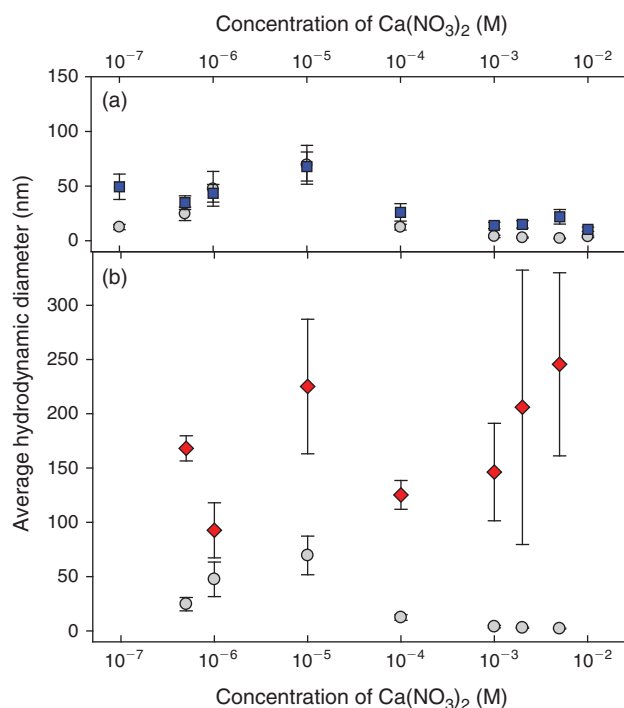 Concentration of Ca(NO₃)₂ (M)
10⁻⁷ 10⁻⁶ 10⁻⁵ 10⁻⁴ 10⁻³ 10⁻²
150
(a)
100
50
0
Average hydrodynamic diameter (nm)
(b)
300
250
200
150
100
50
0
10⁻⁷ 10⁻⁶ 10⁻⁵ 10⁻⁴ 10⁻³ 10⁻²
Concentration of Ca(NO₃)₂ (M)